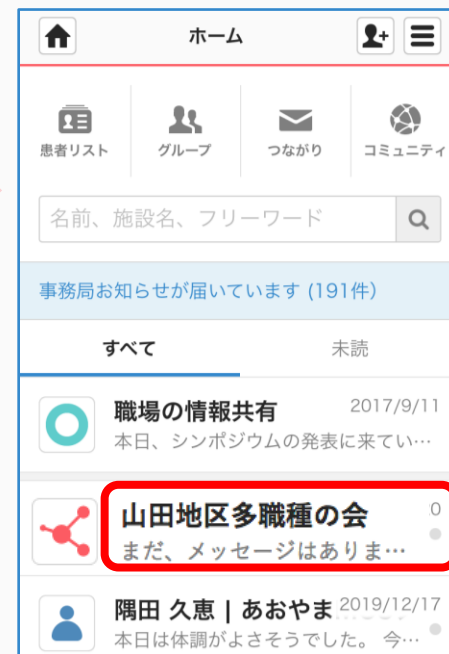 ホーム
患者リスト グループ つながり コミュニティ
名前、施設名、フリーワード
事務局お知らせが届いています (191件)
すべて 未読
職場の情報共有 2017/9/11
本日、シンポジウムの発表に来てい…
山田地区多職種の会 0
まだ、メッセージはありま…
隅田 久恵 | あおやま 2019/12/17
本日は体調がよさそうでした。 今…